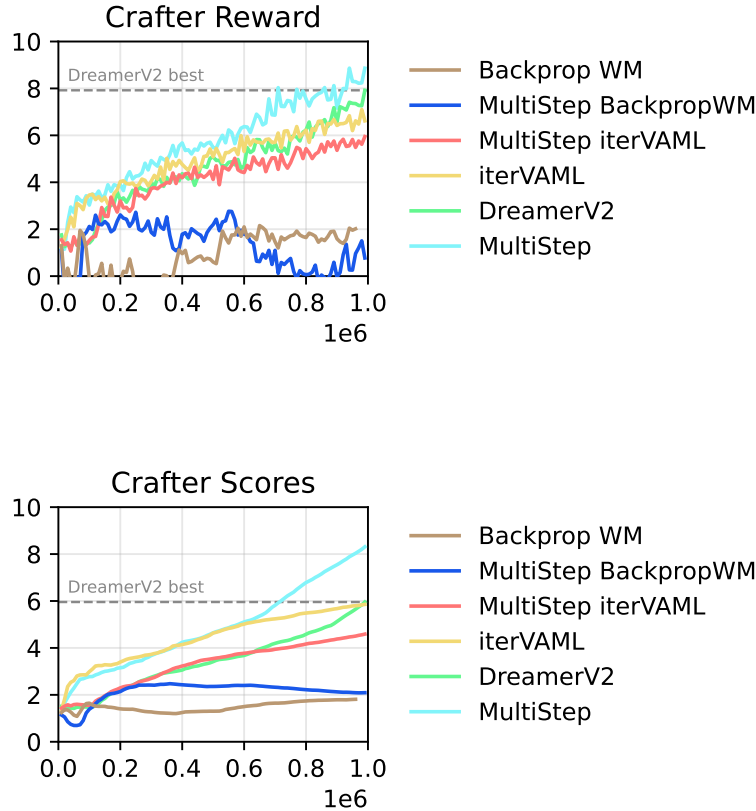 Crafter Reward
10
8
6
4
2
0
DreamerV2 best
0.0 0.2 0.4 0.6 0.8 1.0
1e6
Backprop WM
MultiStep BackpropWM
MultiStep iterVAML
iterVAML
DreamerV2
MultiStep
Crafter Scores
10
8
6
4
2
0
DreamerV2 best
0.0 0.2 0.4 0.6 0.8 1.0
1e6
Backprop WM
MultiStep BackpropWM
MultiStep iterVAML
iterVAML
DreamerV2
MultiStep